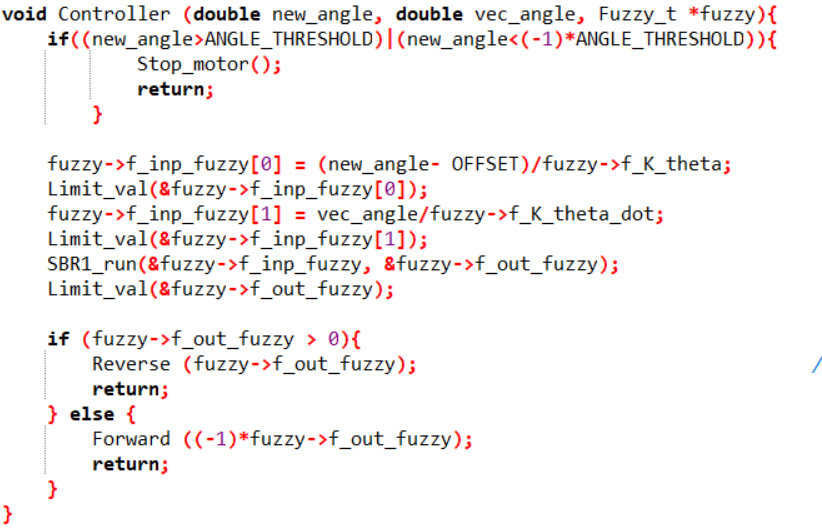 void Controller (double new_angle, double vec_angle, Fuzzy_t *fuzzy){
    if((new_angle>ANGLE_THRESHOLD)|(new_angle<(-1)*ANGLE_THRESHOLD)){
            Stop_motor();
            return;
        }

    fuzzy->f_inp_fuzzy[0] = (new_angle- OFFSET)/fuzzy->f_K_theta;
    Limit_val(&fuzzy->f_inp_fuzzy[0]);
    fuzzy->f_inp_fuzzy[1] = vec_angle/fuzzy->f_K_theta_dot;
    Limit_val(&fuzzy->f_inp_fuzzy[1]);
    SBR1_run(&fuzzy->f_inp_fuzzy, &fuzzy->f_out_fuzzy);
    Limit_val(&fuzzy->f_out_fuzzy);

    if (fuzzy->f_out_fuzzy > 0){
        Reverse (fuzzy->f_out_fuzzy); /
        return;
    } else {
        Forward ((-1)*fuzzy->f_out_fuzzy);
        return;
    }
}